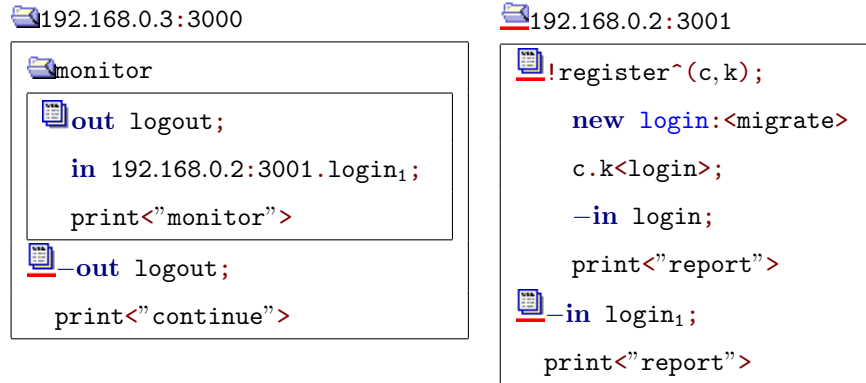 192.168.0.3:3000
monitor
out logout;
in 192.168.0.2:3001.login₁;
print<”monitor”>
−out logout;
print<”continue”>
192.168.0.2:3001
!register^(c,k);
new login:<migrate>
c.k<login>;
−in login;
print<”report”>
−in login₁;
print<”report”>